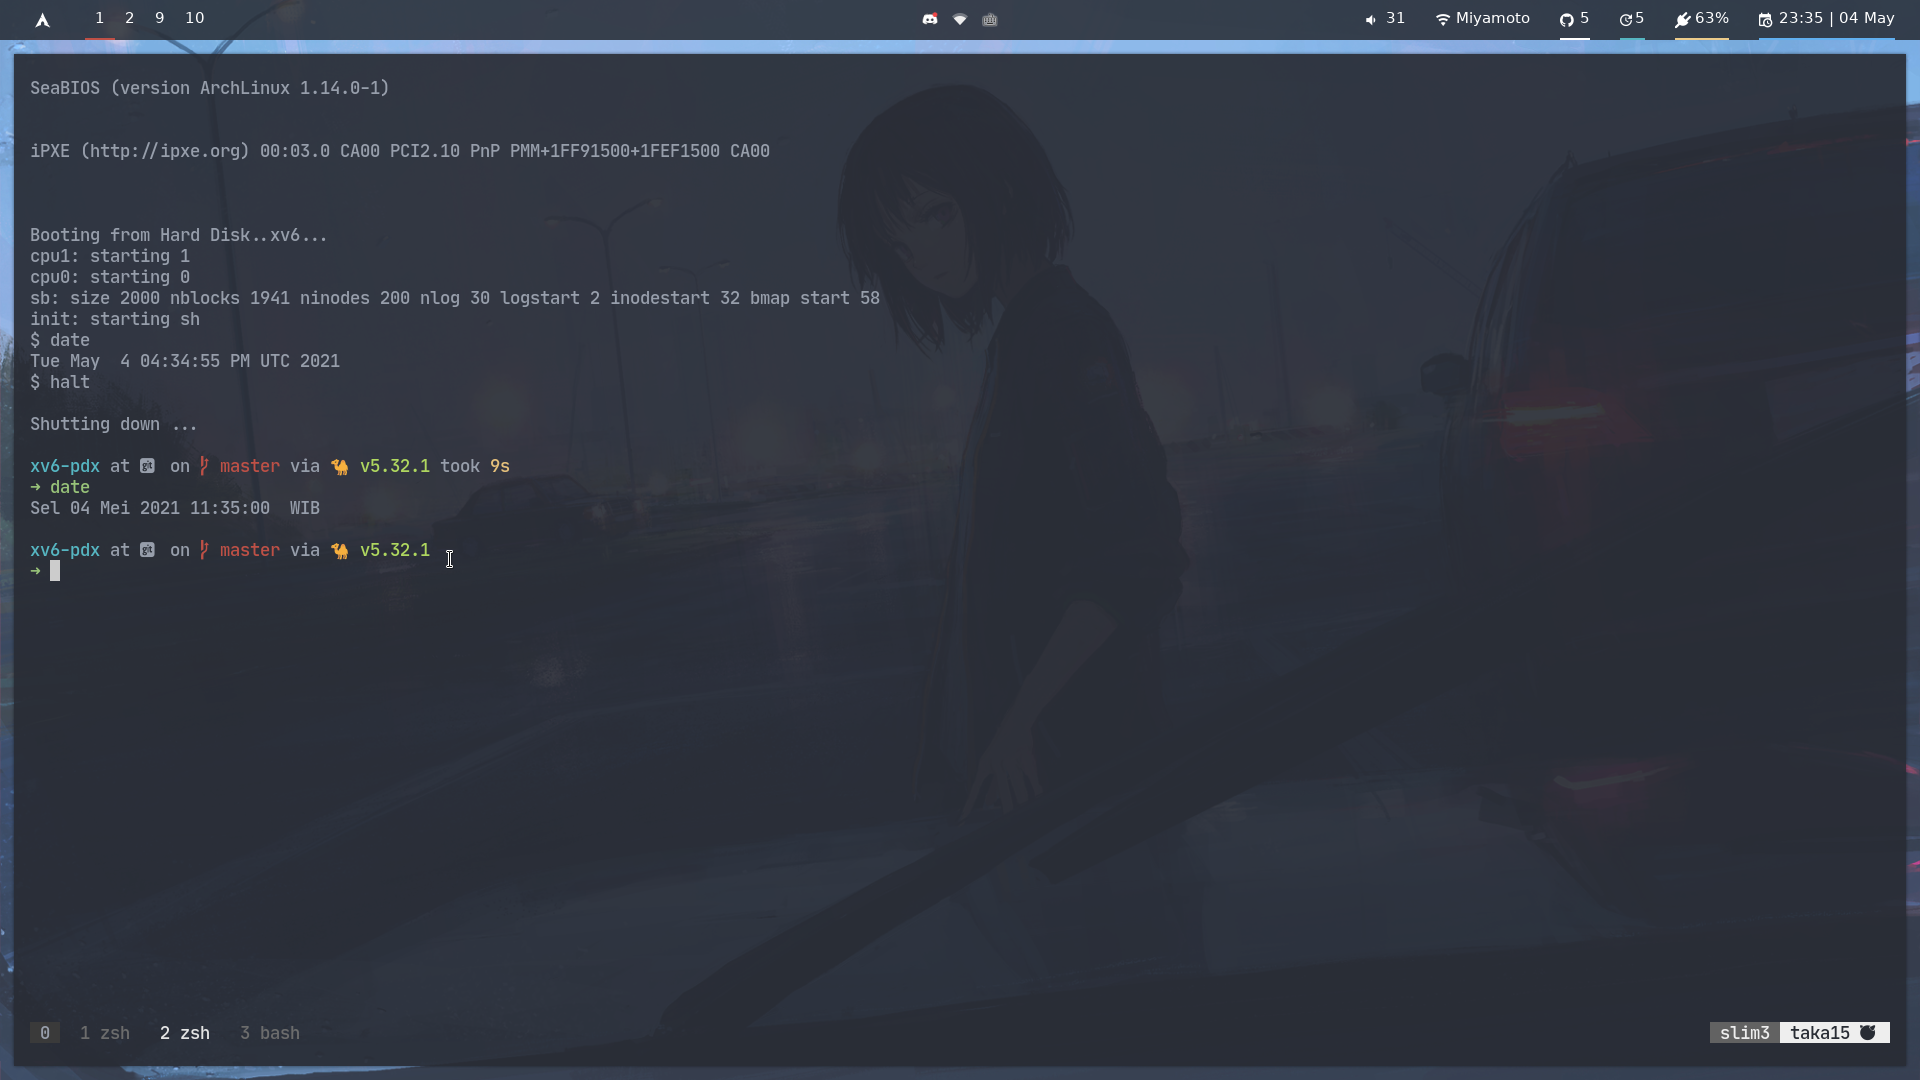 1 2 9 10 31 Miyamoto 5 5 63% 23:35 | 04 May
SeaBIOS (version ArchLinux 1.14.0-1)
iPXE (http://ipxe.org) 00:03.0 CA00 PCI2.10 PnP PMM+1FF91500+1FEF1500 CA00
Booting from Hard Disk..xv6...
cpu1: starting 1
cpu0: starting 0
sb: size 2000 nblocks 1941 ninodes 200 nlog 30 logstart 2 inodestart 32 bmap start 58
init: starting sh
$ date
Tue May  4 04:34:55 PM UTC 2021
$ halt
Shutting down ...
xv6-pdx at git on master via 🐪 v5.32.1 took 9s
→ date
Sel 04 Mei 2021 11:35:00  WIB
xv6-pdx at git on master via 🐪 v5.32.1
→
0 1 zsh 2 zsh 3 bash slim3 taka15